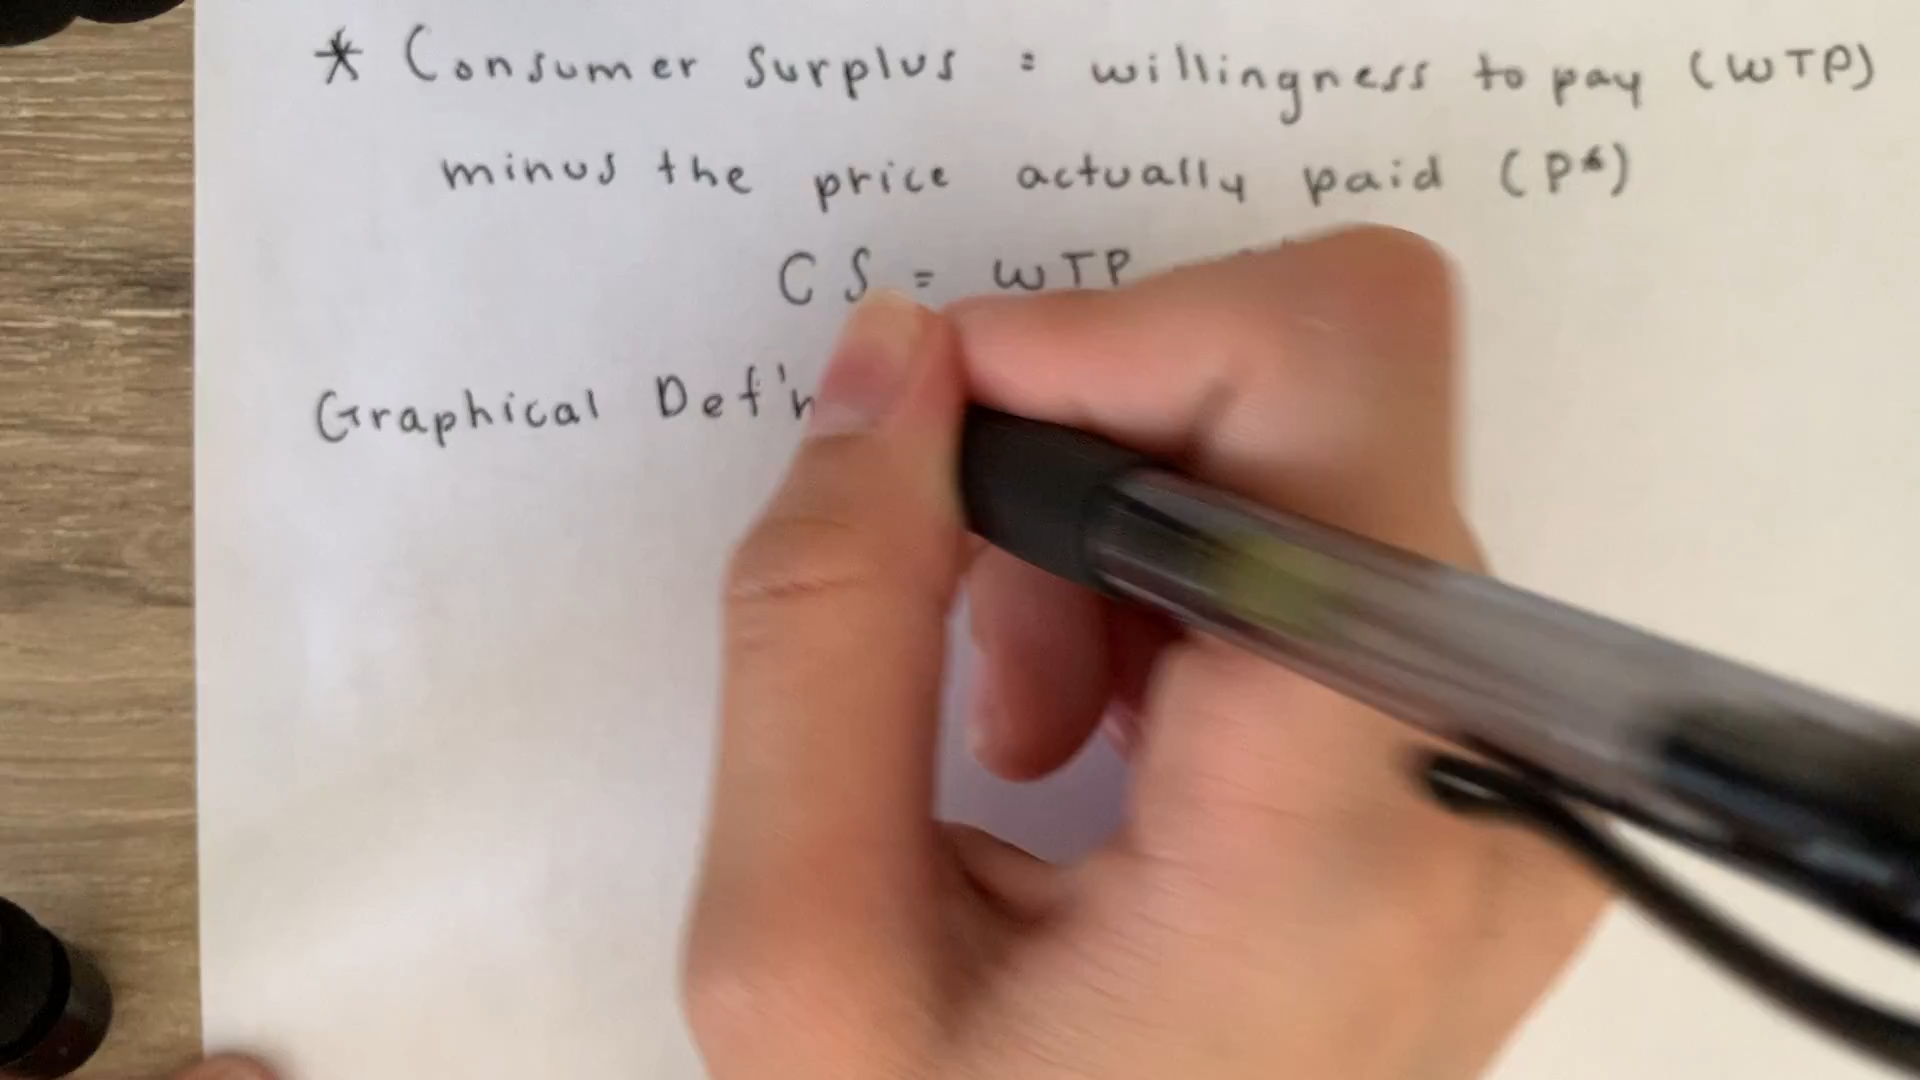 * Consumer Surplus = willingness to pay (WTP)
minus the price actually paid (P*)
CS = WTP
Graphical Def'n